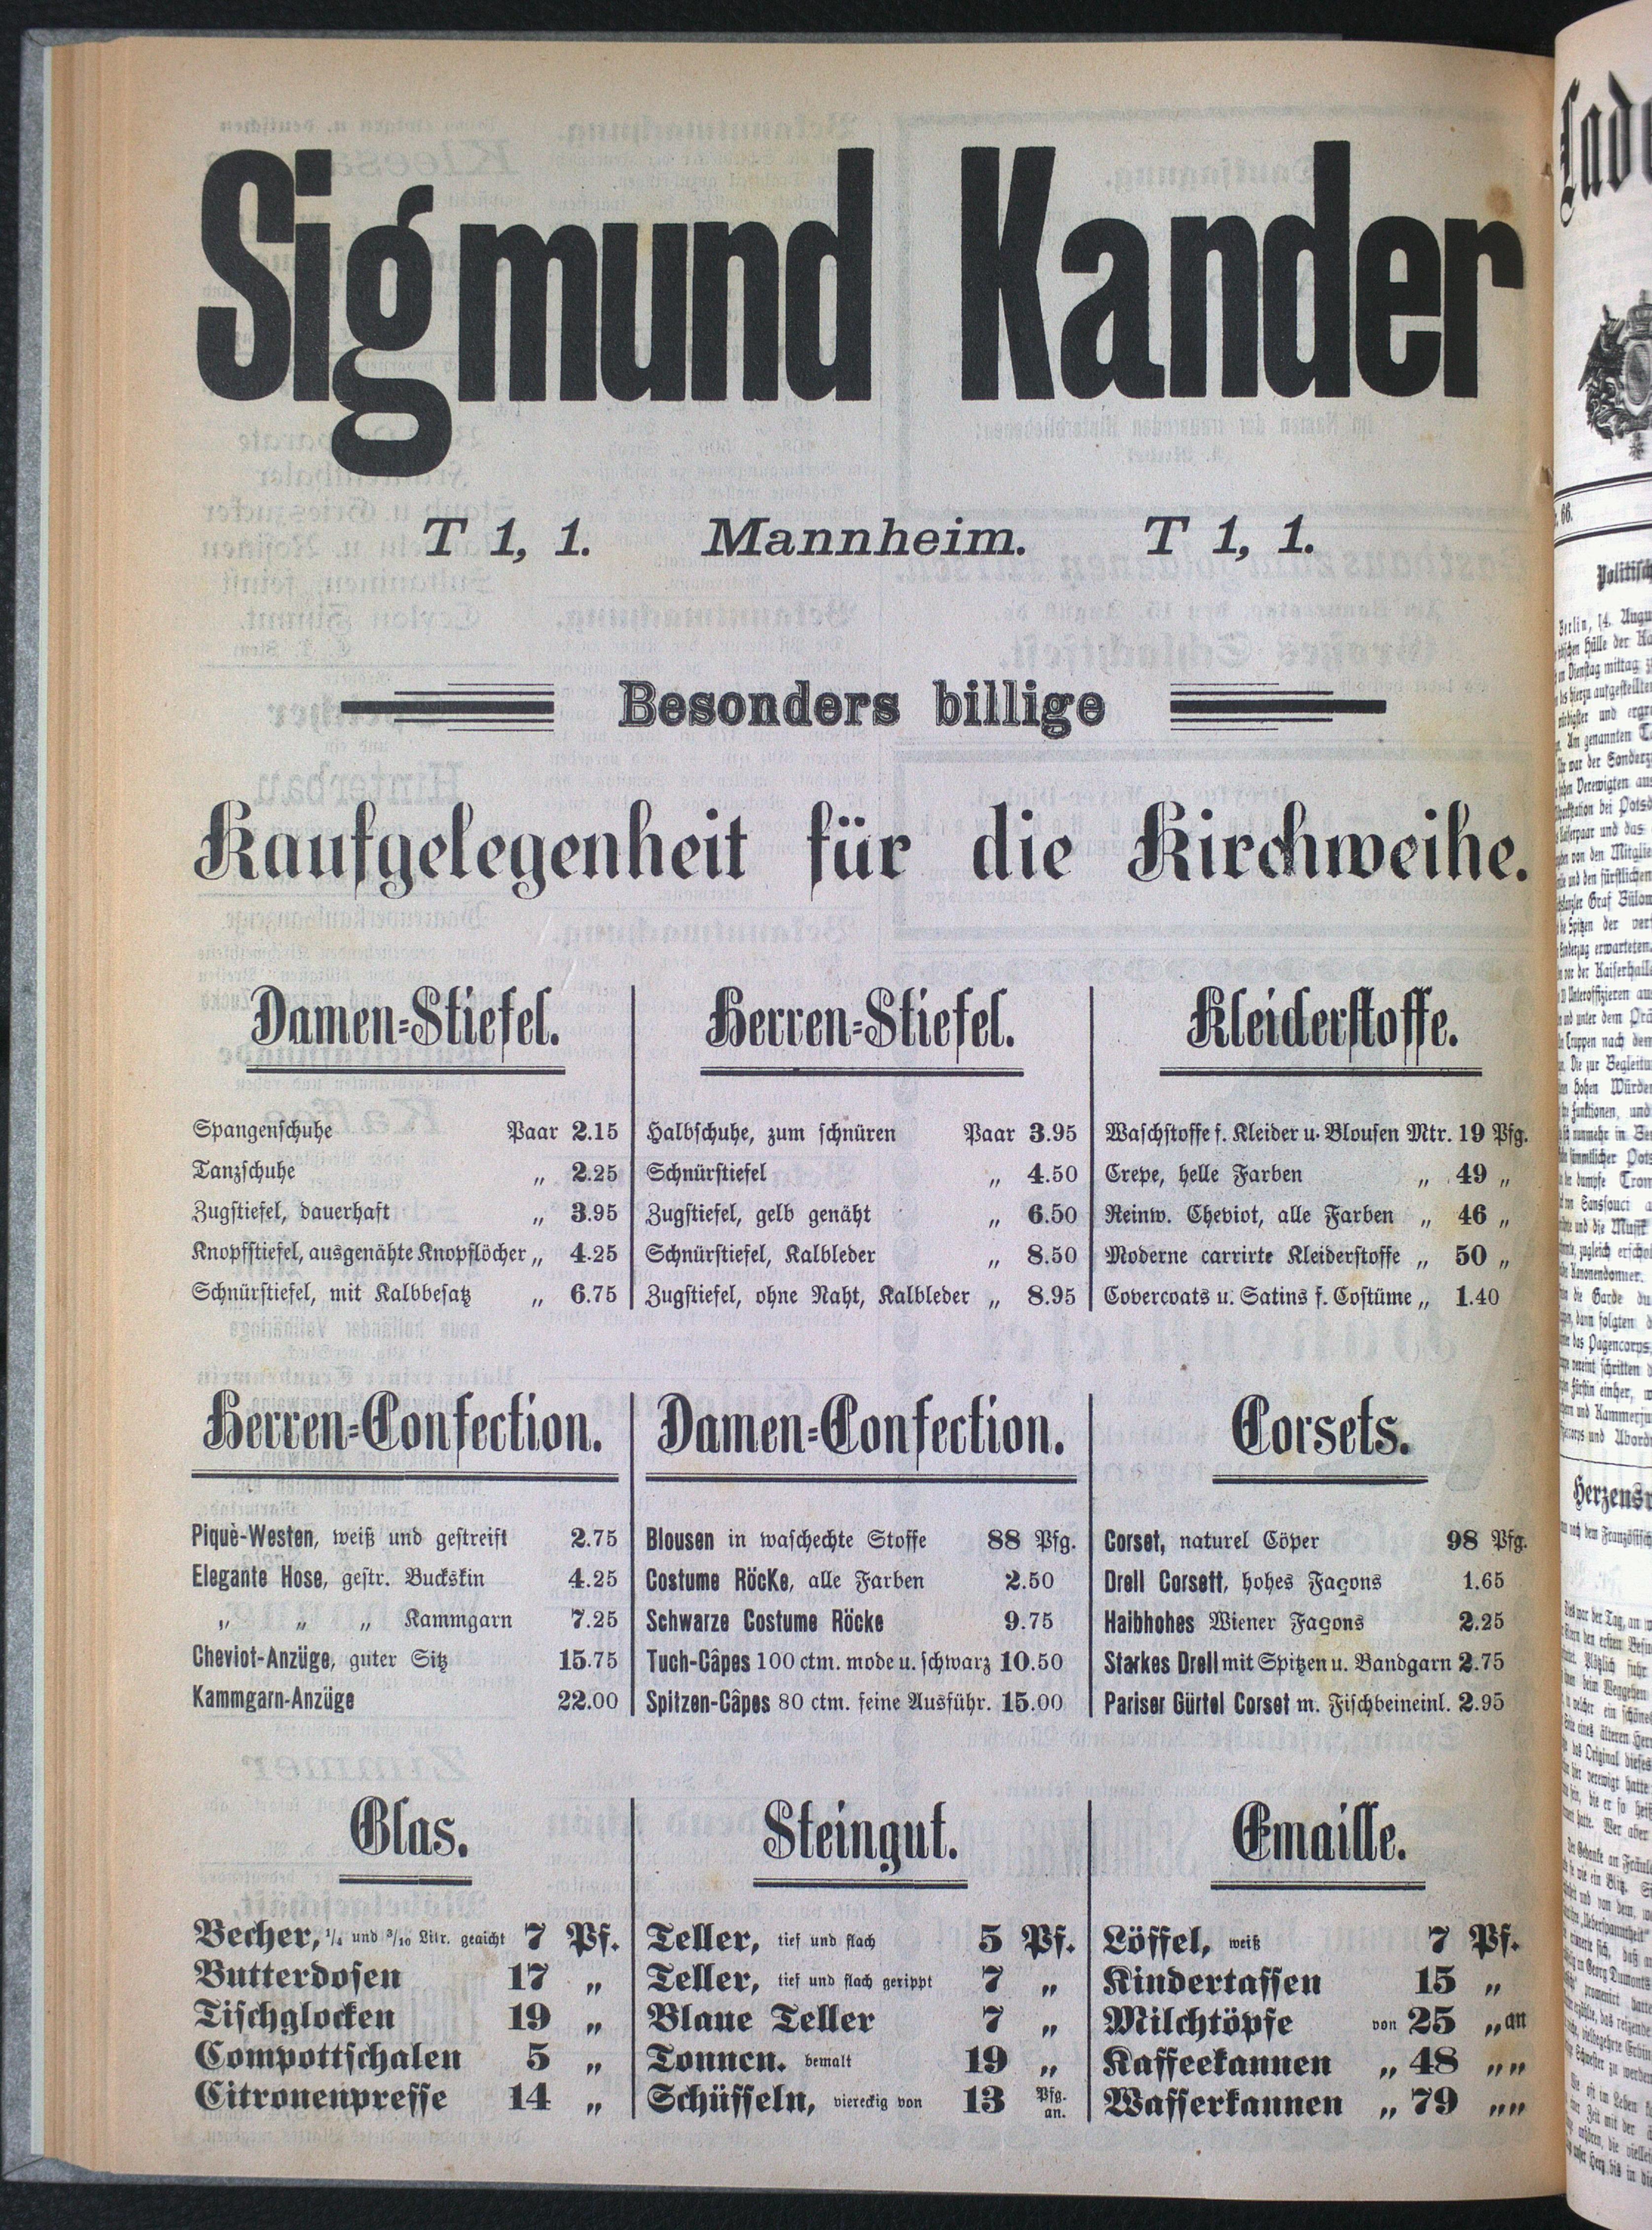 Sigmund Kander
T 1, 1. Mannheim. T 1, 1.
Besonders billige
Kaufgelegenheit für die Kirchweihe.
Damen-Stiefel.
Spangenschuhe Paar 2.15
Tanzschuhe „ 2.25
Zugstiefel, dauerhaft „ 3.95
Knopfstiefel, ausgenähte Knopflöcher „ 4.25
Schnürstiefel, mit Kalbbesatz „ 6.75
Herren-Stiefel.
Halbschuhe, zum schnüren Paar 3.95
Schnürstiefel „ 4.50
Zugstiefel, gelb genäht „ 6.50
Schnürstiefel, Kalbleder „ 8.50
Zugstiefel, ohne Naht, Kalbleder „ 8.95
Kleiderstoffe.
Waschstoffe f. Kleider u. Blousen Mtr. 19 Pfg.
Crepe, helle Farben „ 49 „
Reinw. Cheviot, alle Farben „ 46 „
Moderne carrirte Kleiderstoffe „ 50 „
Covercoats u. Satins f. Costüme „ 1.40
Herren-Confection.
Piquè-Westen, weiß und gestreift 2.75
Elegante Hose, gestr. Buckskin 4.25
„ „ „ Kammgarn 7.25
Cheviot-Anzüge, guter Sitz 15.75
Kammgarn-Anzüge 22.00
Damen-Confection.
Blousen in waschechte Stoffe 88 Pfg.
Costume Röcke, alle Farben 2.50
Schwarze Costume Röcke 9.75
Tuch-Câpes 100 ctm. mode u. schwarz 10.50
Spitzen-Câpes 80 ctm. feine Ausführ. 15.00
Corsets.
Corset, naturel Cöper 98 Pfg.
Drell Corsett, hohes Façons 1.65
Halbhohes Wiener Façons 2.25
Starkes Drell mit Spitzen u. Bandgarn 2.75
Pariser Gürtel Corset m. Fischbeineinl. 2.95
Glas.
Becher, 1/4 und 3/10 Litr. geaicht 7 Pf.
Butterdosen 17 „
Tischglocken 19 „
Compottschalen 5 „
Citronenpresse 14 „
Steingut.
Teller, tief und flach 5 Pf.
Teller, tief und flach gerippt 7 „
Blaue Teller 7 „
Tonnen. bemalt 19 „
Schüsseln, viereckig von 13 Pfg. an.
Emaille.
Löffel, weiß 7 Pf.
Kindertassen 15 „
Milchtöpfe von 25 „ an
Kaffeekannen „ 48 „ „
Wasserkannen „ 79 „ „